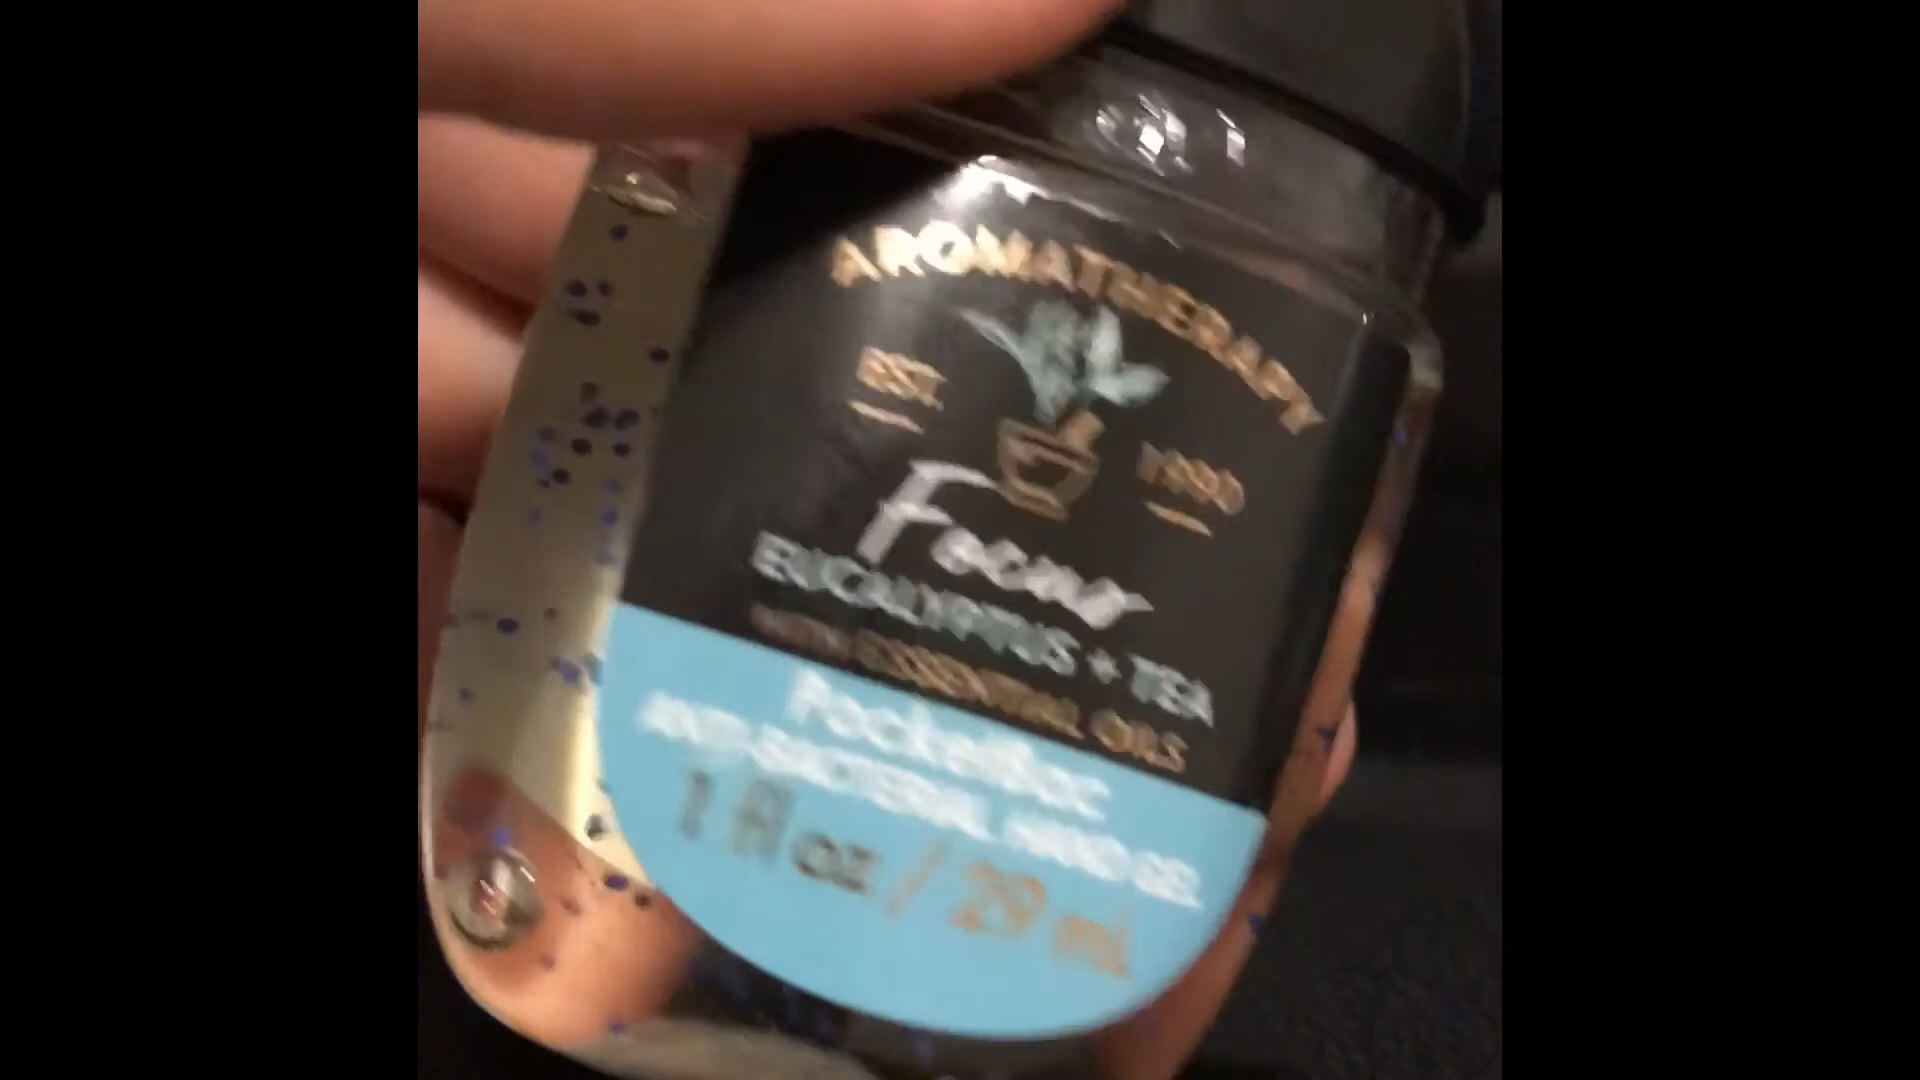 AROMATHERAPY
EST. 1990
Focus
EUCALYPTUS + TEA
WITH ESSENTIAL OILS
PocketBac
ANTI-BACTERIAL HAND GEL
1 fl oz / 29 mL